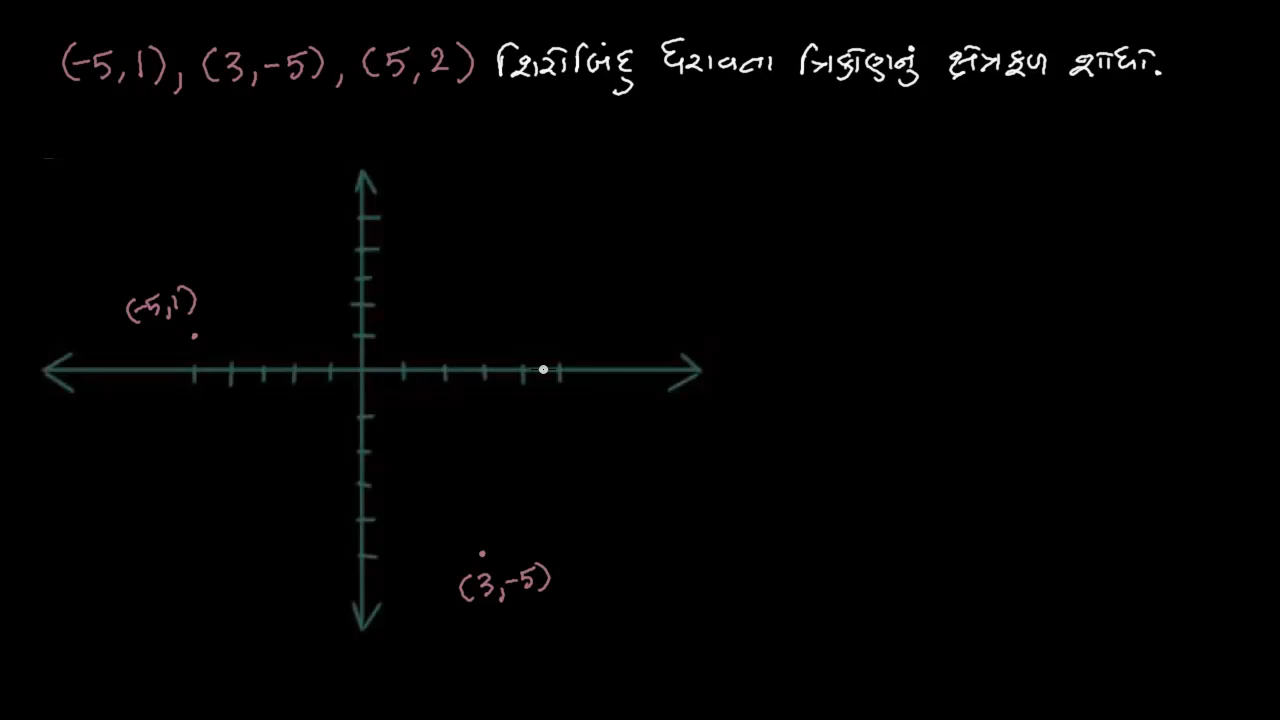 (-5,1), (3,-5), (5,2) શિરોબિંદુ ધરાવતા ત્રિકોણનું ક્ષેત્રફળ શોધો.
(-5,1)
(3,-5)